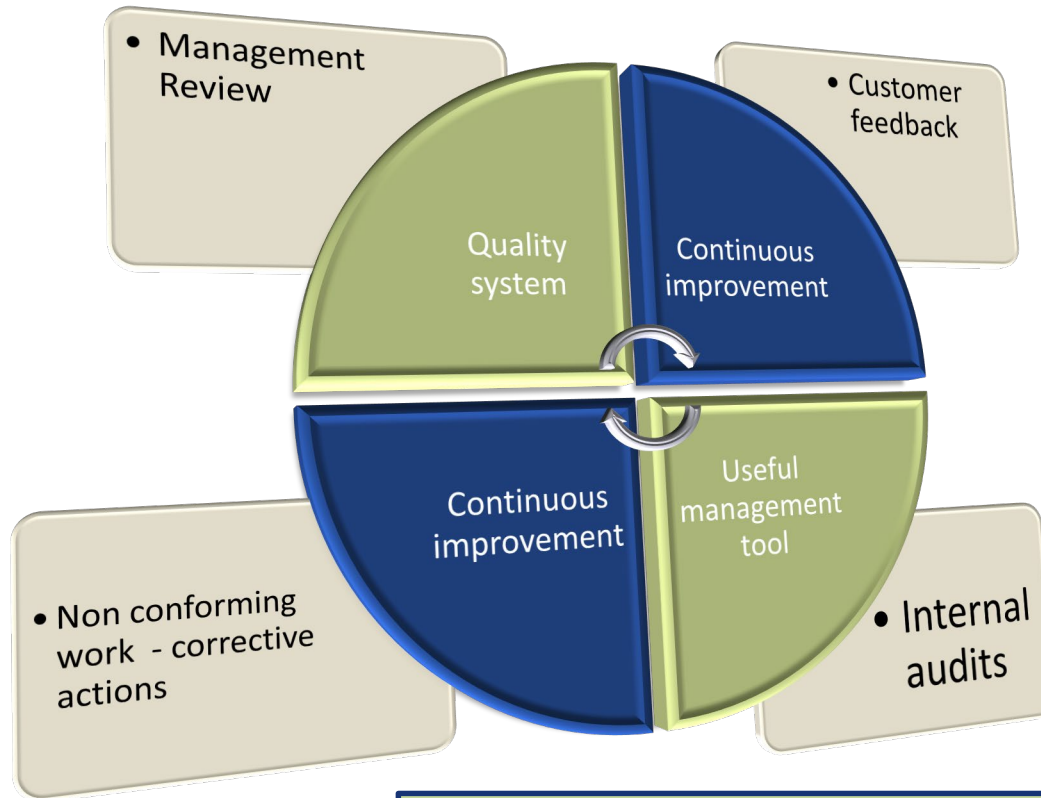 • Management
Review
• Customer
feedback
Quality
system
Continuous
improvement
Continuous
improvement
Useful
management
tool
• Non conforming
work - corrective
actions
• Internal
audits